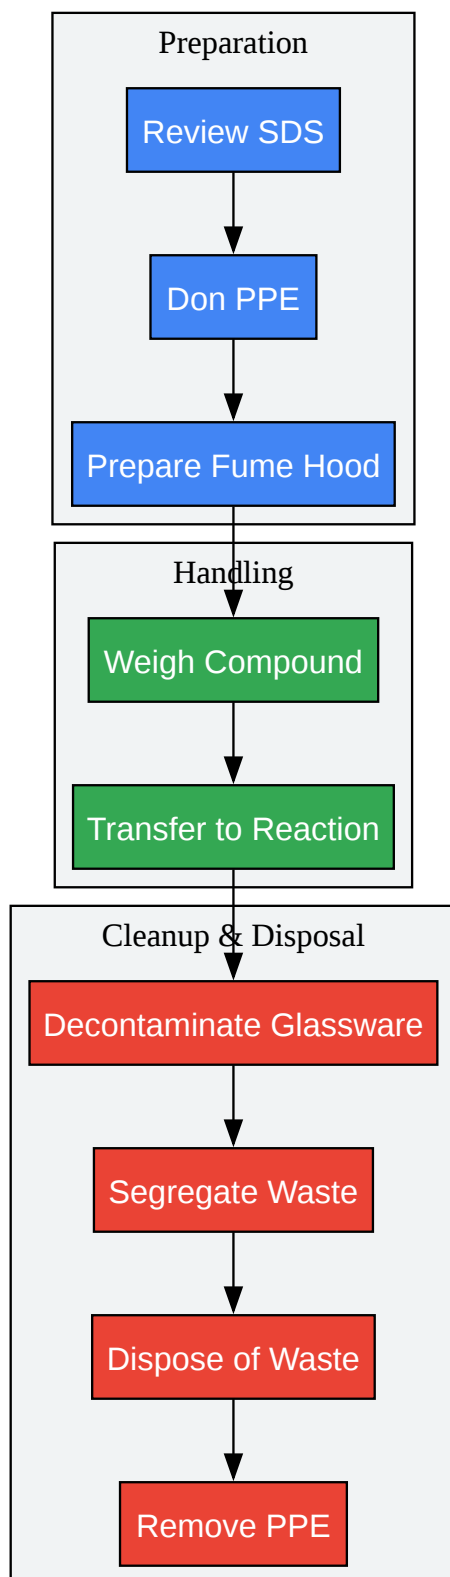 Preparation
Review SDS
Don PPE
Prepare Fume Hood
Handling
Weigh Compound
Transfer to Reaction
Cleanup & Disposal
Decontaminate Glassware
Segregate Waste
Dispose of Waste
Remove PPE